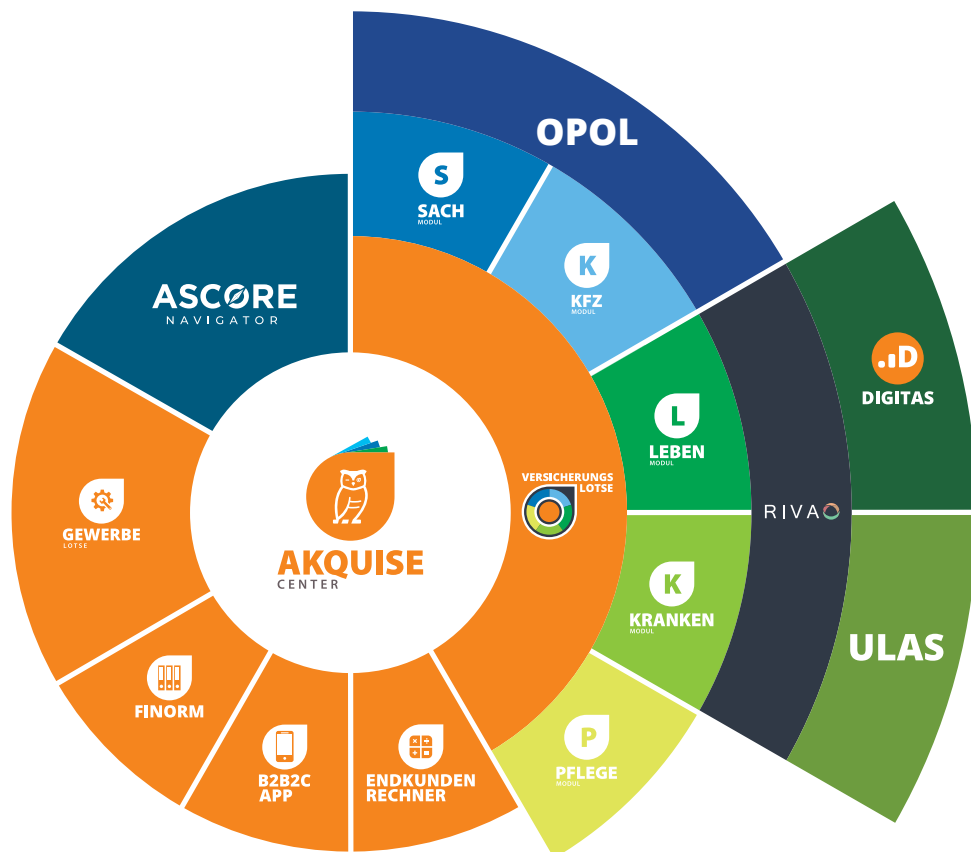 OPOL
S
SACH
MODUL
K
KFZ
MODUL
ASCORE
NAVIGATOR
D
DIGITAS
L
LEBEN
MODUL
VERSICHERUNGS
LOTSE
GEWERBE
LOTSE
AKQUISE
CENTER
RIVA
K
KRANKEN
MODUL
ULAS
FINORM
P
PFLEGE
MODUL
B2B2C
APP
ENDKUNDEN
RECHNER